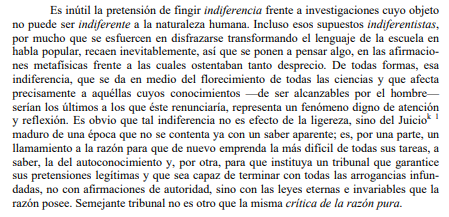 Es inútil la pretensión de fingir indiferencia frente a investigaciones cuyo objeto
no puede ser indiferente a la naturaleza humana. Incluso esos supuestos indiferentistas,
por mucho que se esfuercen en disfrazarse transformando el lenguaje de la escuela en
habla popular, recaen inevitablemente, así que se ponen a pensar algo, en las afirmacio-
nes metafísicas frente a las cuales ostentaban tanto desprecio. De todas formas, esa
indiferencia, que se da en medio del florecimiento de todas las ciencias y que afecta
precisamente a aquéllas cuyos conocimientos —de ser alcanzables por el hombre—
serían los últimos a los que éste renunciaría, representa un fenómeno digno de atención
y reflexión. Es obvio que tal indiferencia no es efecto de la ligereza, sino del Juicio k 1
maduro de una época que no se contenta ya con un saber aparente; es, por una parte, un
llamamiento a la razón para que de nuevo emprenda la más difícil de todas sus tareas, a
saber, la del autoconocimiento y, por otra, para que instituya un tribunal que garantice
sus pretensiones legítimas y que sea capaz de terminar con todas las arrogancias infun-
dadas, no con afirmaciones de autoridad, sino con las leyes eternas e invariables que la
razón posee. Semejante tribunal no es otro que la misma crítica de la razón pura.